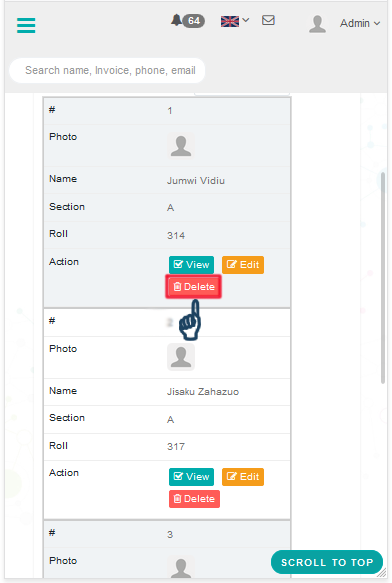 64
Admin
Search name, Invoice, phone, email
# 1
Photo
Name Jumwi Vidiu
Section A
Roll 314
Action View Edit
Delete
#
Photo
Name Jisaku Zahazuo
Section A
Roll 317
Action View Edit
Delete
# 3
Photo
SCROLL TO TOP